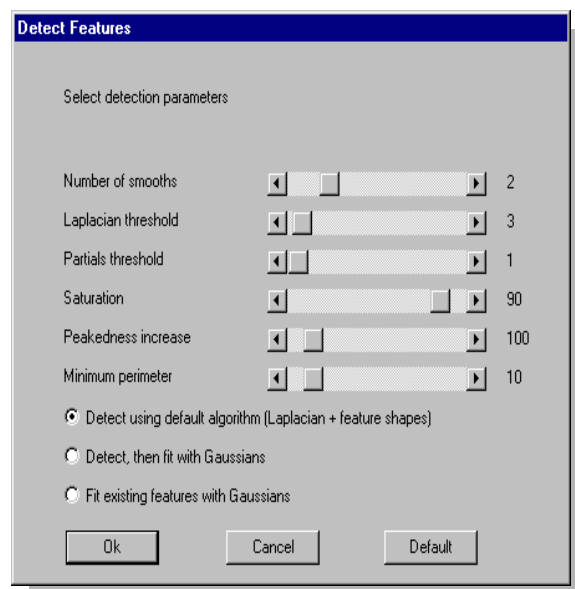 Detect Features
Select detection parameters
Number of smooths 2
Laplacian threshold 3
Partials threshold 1
Saturation 90
Peakedness increase 100
Minimum perimeter 10
Detect using default algorithm (Laplacian + feature shapes)
Detect, then fit with Gaussians
Fit existing features with Gaussians
Ok Cancel Default